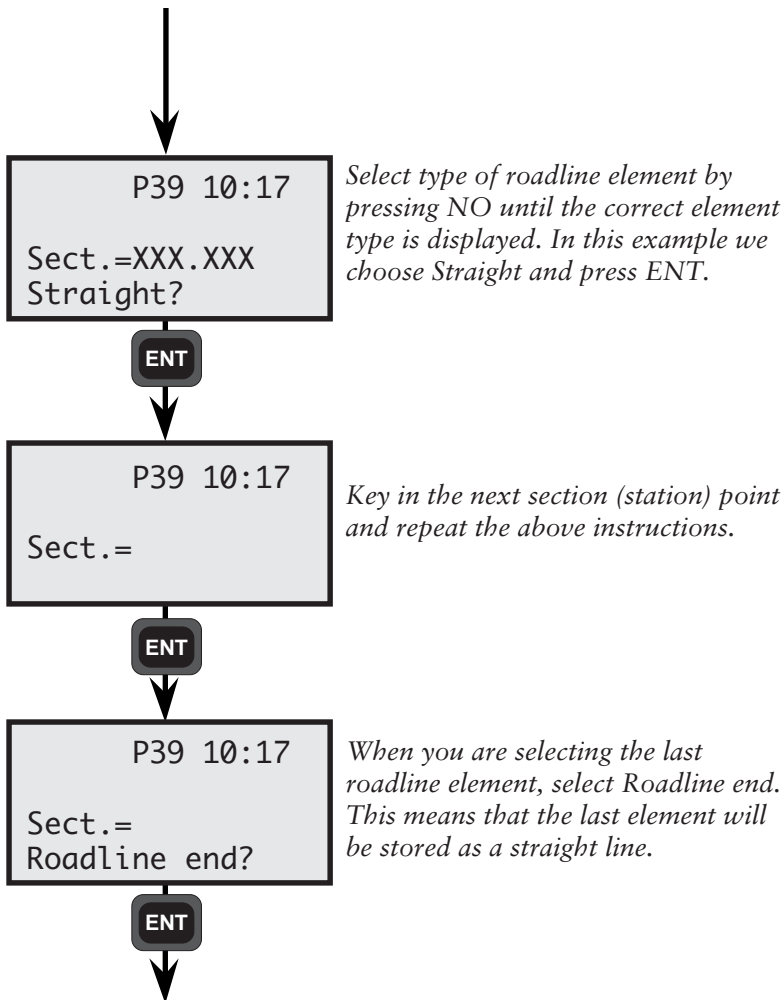 P39 10:17
Sect.=XXX.XXX
Straight?
Select type of roadline element by
pressing NO until the correct element
type is displayed. In this example we
choose Straight and press ENT.
ENT
P39 10:17
Sect.=
Key in the next section (station) point
and repeat the above instructions.
ENT
P39 10:17
Sect.=
Roadline end?
When you are selecting the last
roadline element, select Roadline end.
This means that the last element will
be stored as a straight line.
ENT